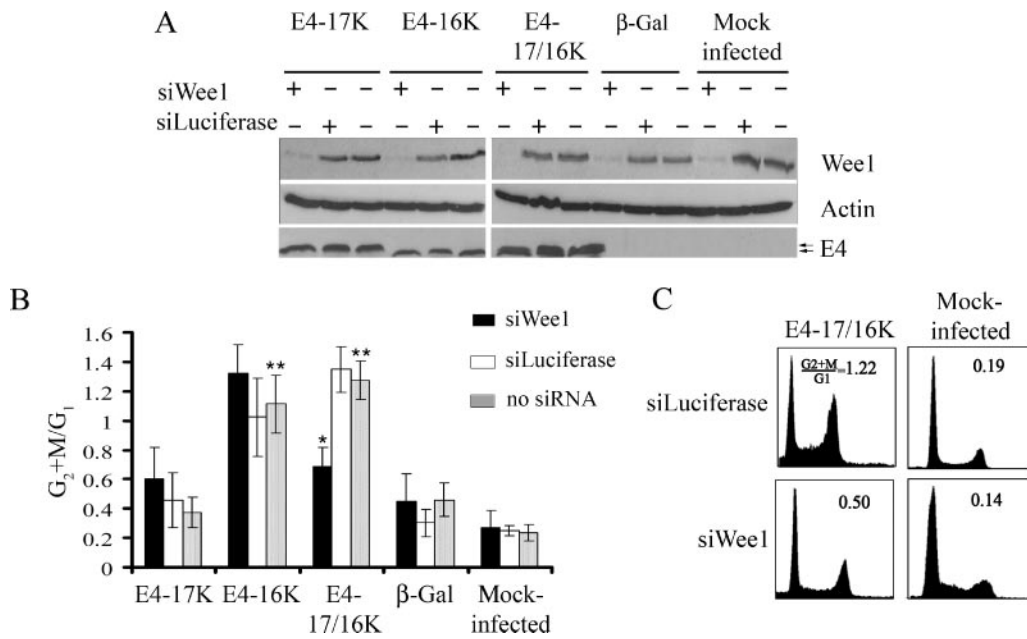 A
E4-17K E4-16K E4- β-Gal Mock
17/16K infected
siWee1 + − − + − − + − − + − − + − −
siLuciferase − + − − + − − + − − + − − + −
Wee1
Actin
E4
B
siWee1
siLuciferase
no siRNA
G2+M/G1
1.6
1.4
1.2
1
0.8
0.6
0.4
0.2
0
** ** *
E4-17K E4-16K E4- β-Gal Mock-
17/16K infected
C
E4-17/16K Mock-
infected
siLuciferase
G2+M/G1=1.22
0.19
siWee1
0.50
0.14